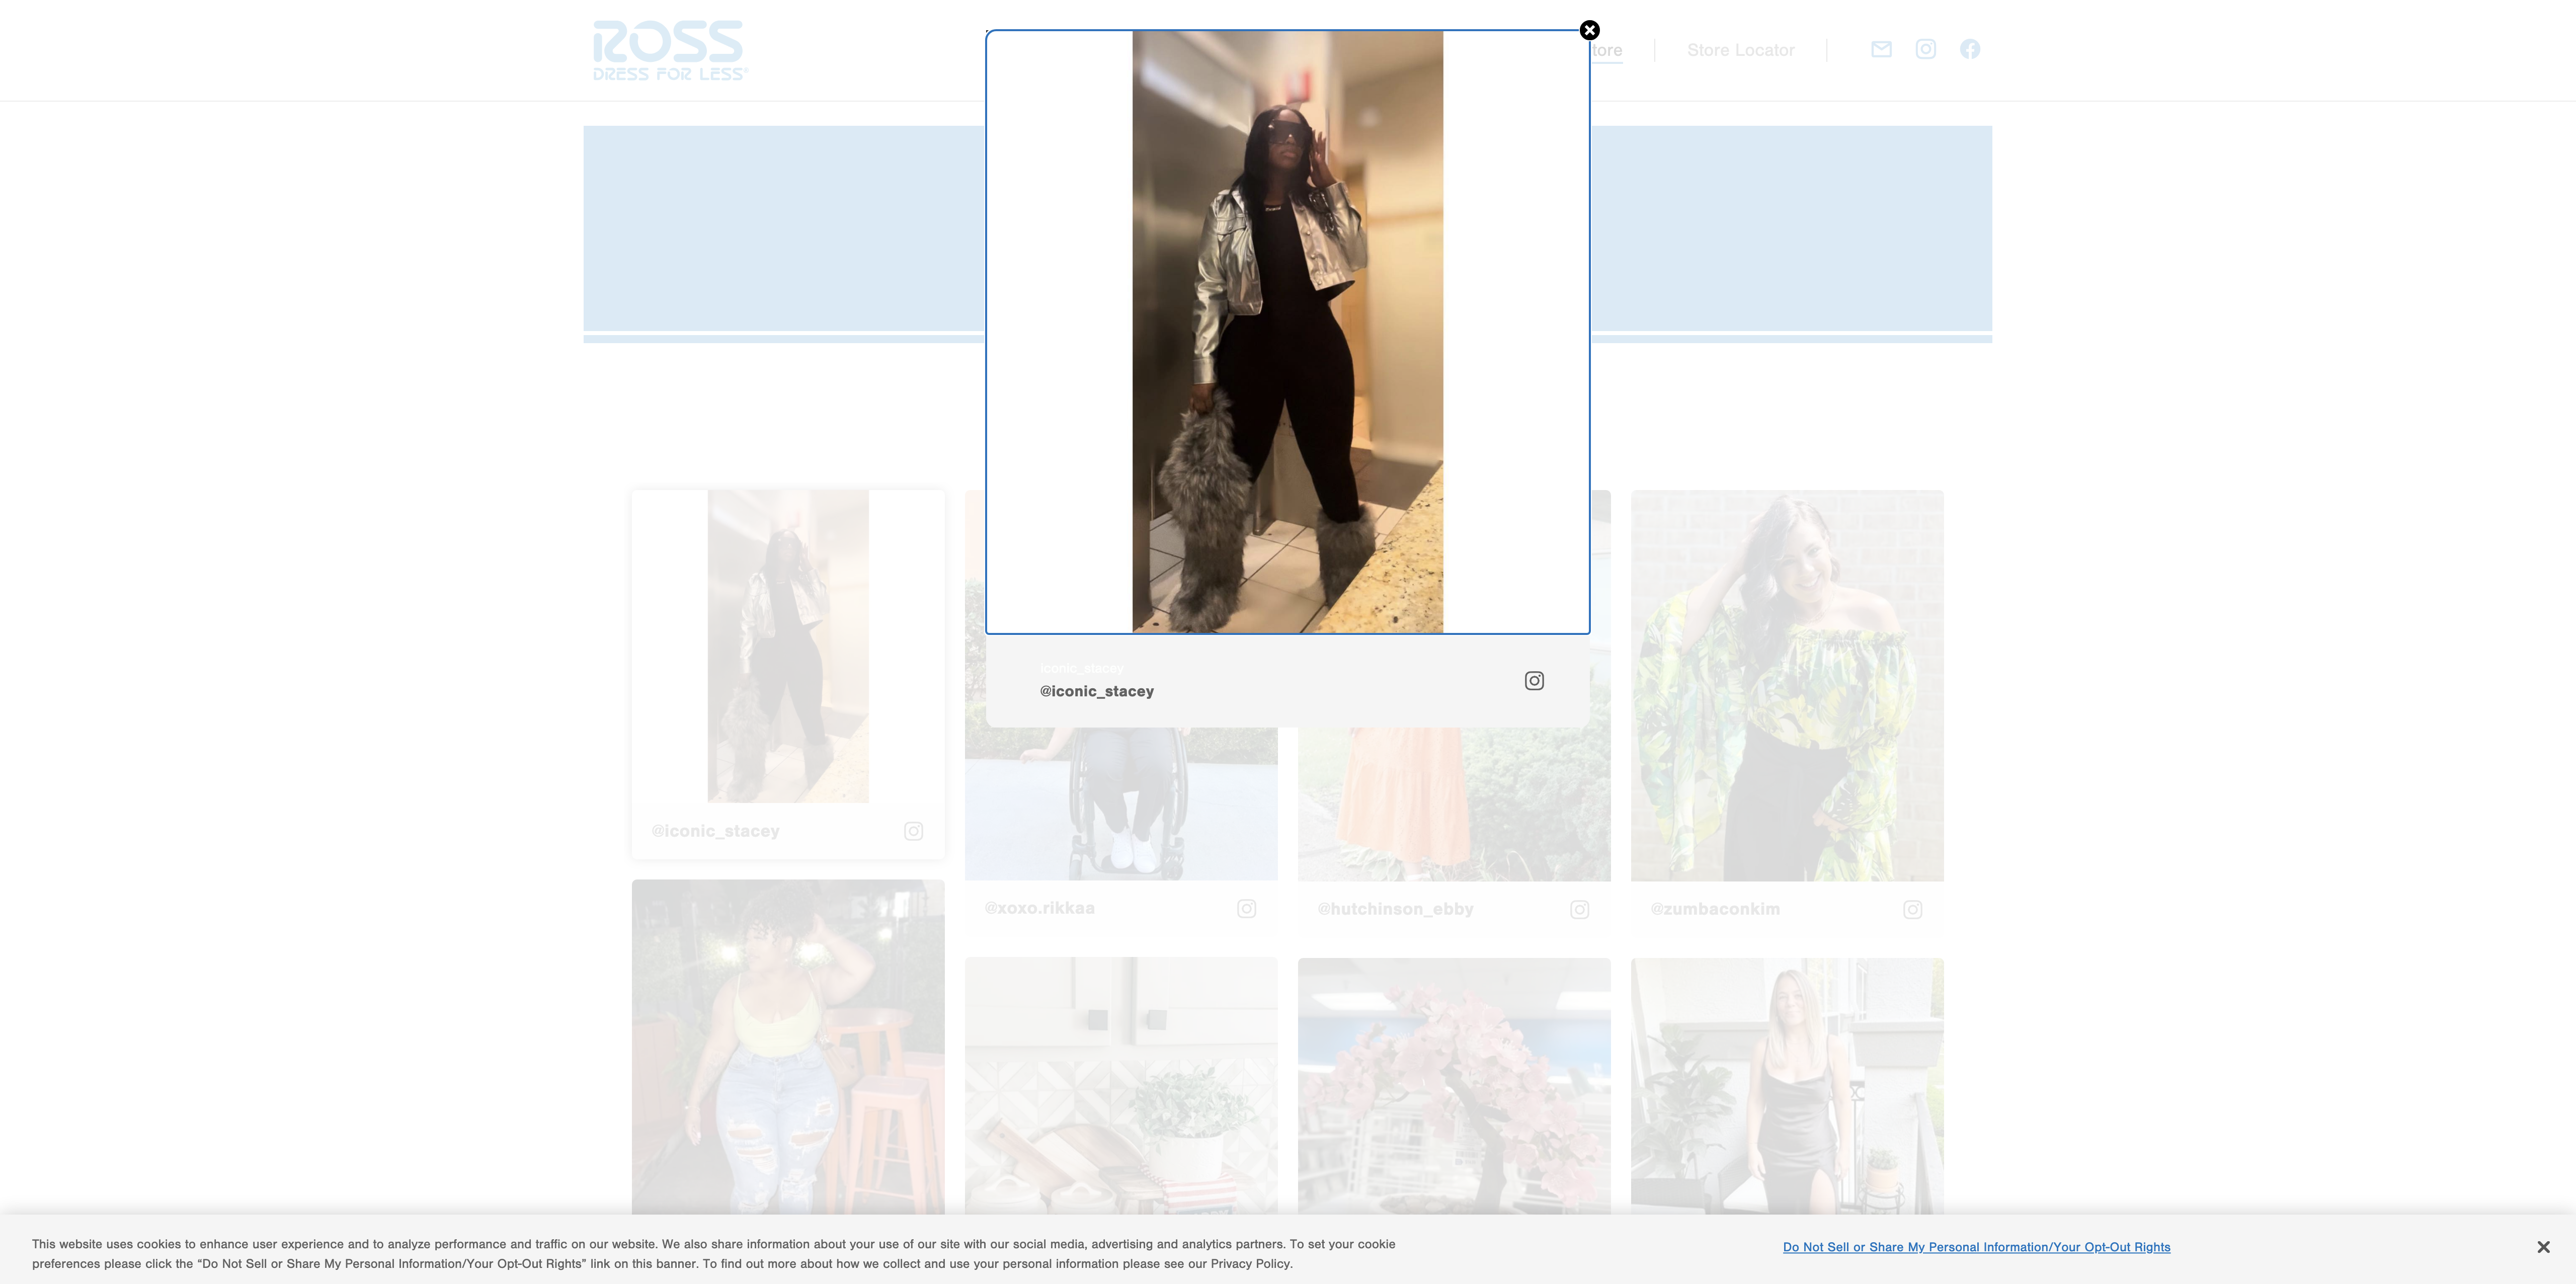 ROSS
DRESS FOR LESS®
Store Locator
iconic_stacey
@iconic_stacey
@iconic_stacey
@xoxo.rikkaa
@hutchinson_ebby
@zumbaconkim
This website uses cookies to enhance user experience and to analyze performance and traffic on our website. We also share information about your use of our site with our social media, advertising and analytics partners. To set your cookie
preferences please click the “Do Not Sell or Share My Personal Information/Your Opt-Out Rights” link on this banner. To find out more about how we collect and use your personal information please see our Privacy Policy.
Do Not Sell or Share My Personal Information/Your Opt-Out Rights